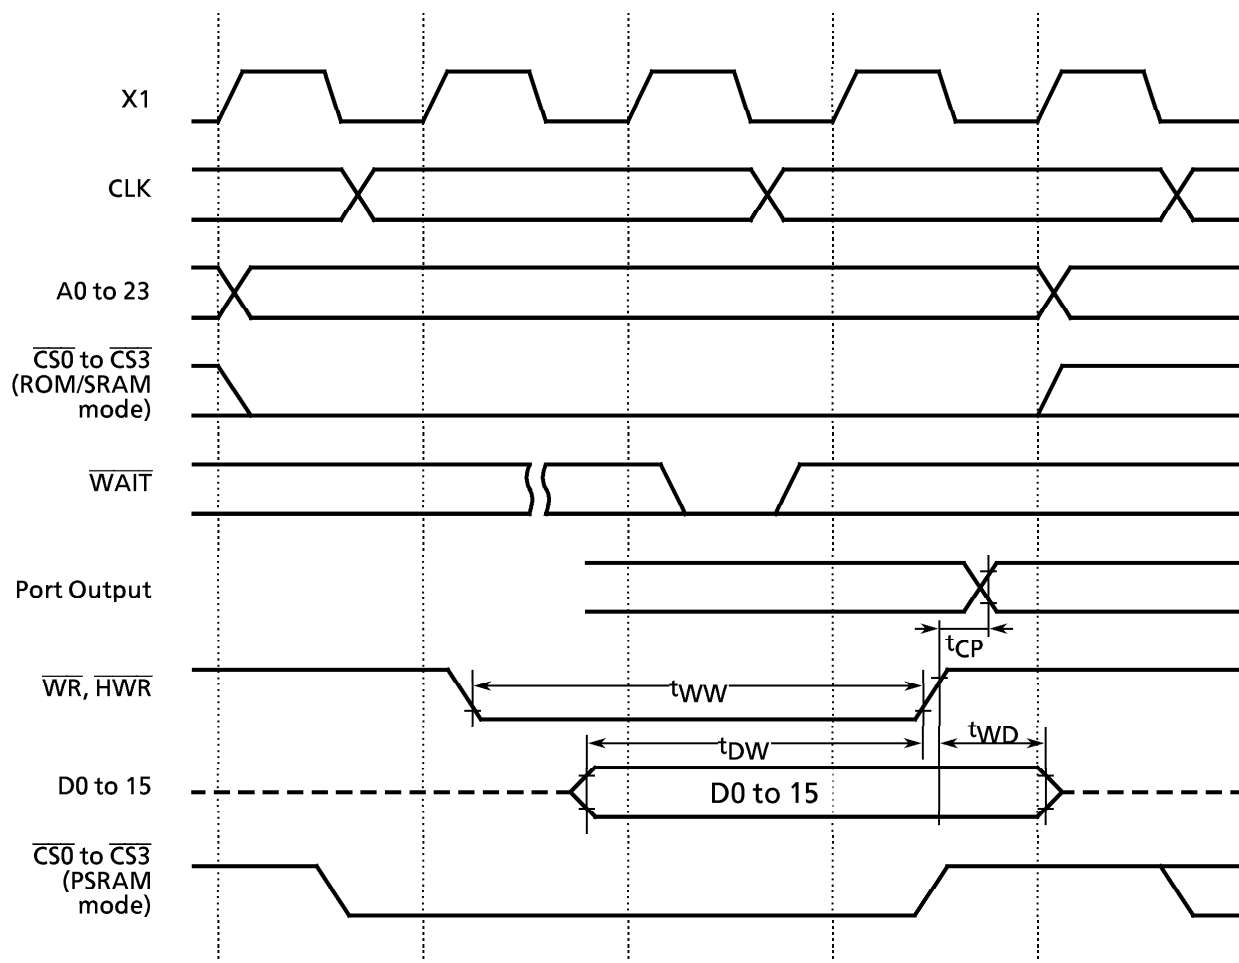 X1
CLK
A0 to 23
CS0 to CS3
(ROM/SRAM
mode)
WAIT
Port Output
tCP
WR, HWR
tWW
tWD
tDW
D0 to 15
D0 to 15
CS0 to CS3
(PSRAM
mode)